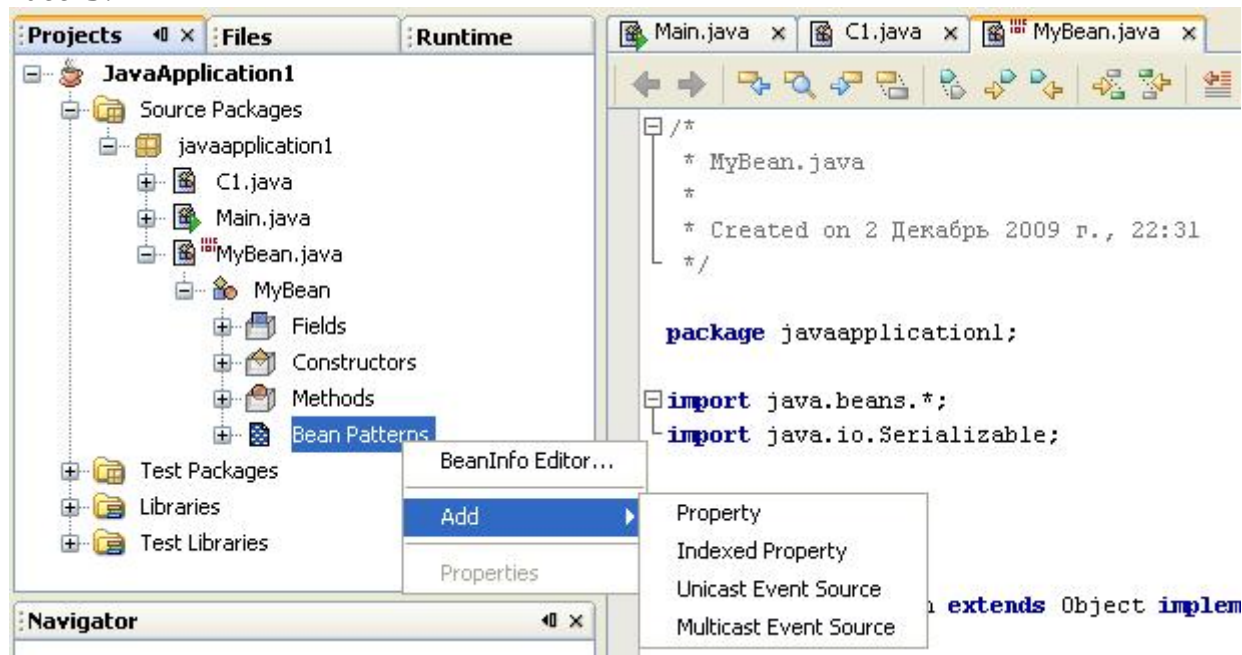 Projects Files Runtime
JavaApplication1
Source Packages
javaapplication1
C1.java
Main.java
MyBean.java
MyBean
Fields
Constructors
Methods
Bean Patterns
Test Packages
Libraries
Test Libraries
Navigator
BeanInfo Editor...
Add
Properties
Property
Indexed Property
Unicast Event Source
Multicast Event Source
Main.java C1.java MyBean.java
/*
* MyBean.java
*
* Created on 2 Декабрь 2009 г., 22:31
*/
package javaapplication1;
import java.beans.*;
import java.io.Serializable;
extends Object implem